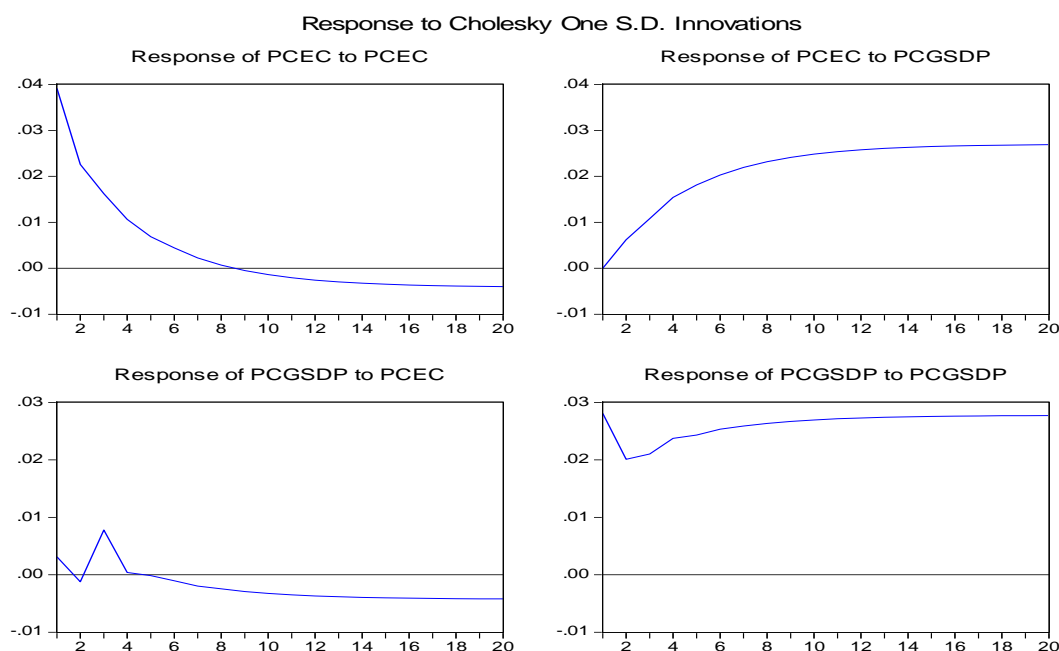 Response to Cholesky One S.D. Innovations
Response of PCEC to PCEC
.04
.03
.02
.01
.00
-.01
2 4 6 8 10 12 14 16 18 20
Response of PCEC to PCGSDP
.04
.03
.02
.01
.00
-.01
2 4 6 8 10 12 14 16 18 20
Response of PCGSDP to PCEC
.03
.02
.01
.00
-.01
2 4 6 8 10 12 14 16 18 20
Response of PCGSDP to PCGSDP
.03
.02
.01
.00
-.01
2 4 6 8 10 12 14 16 18 20